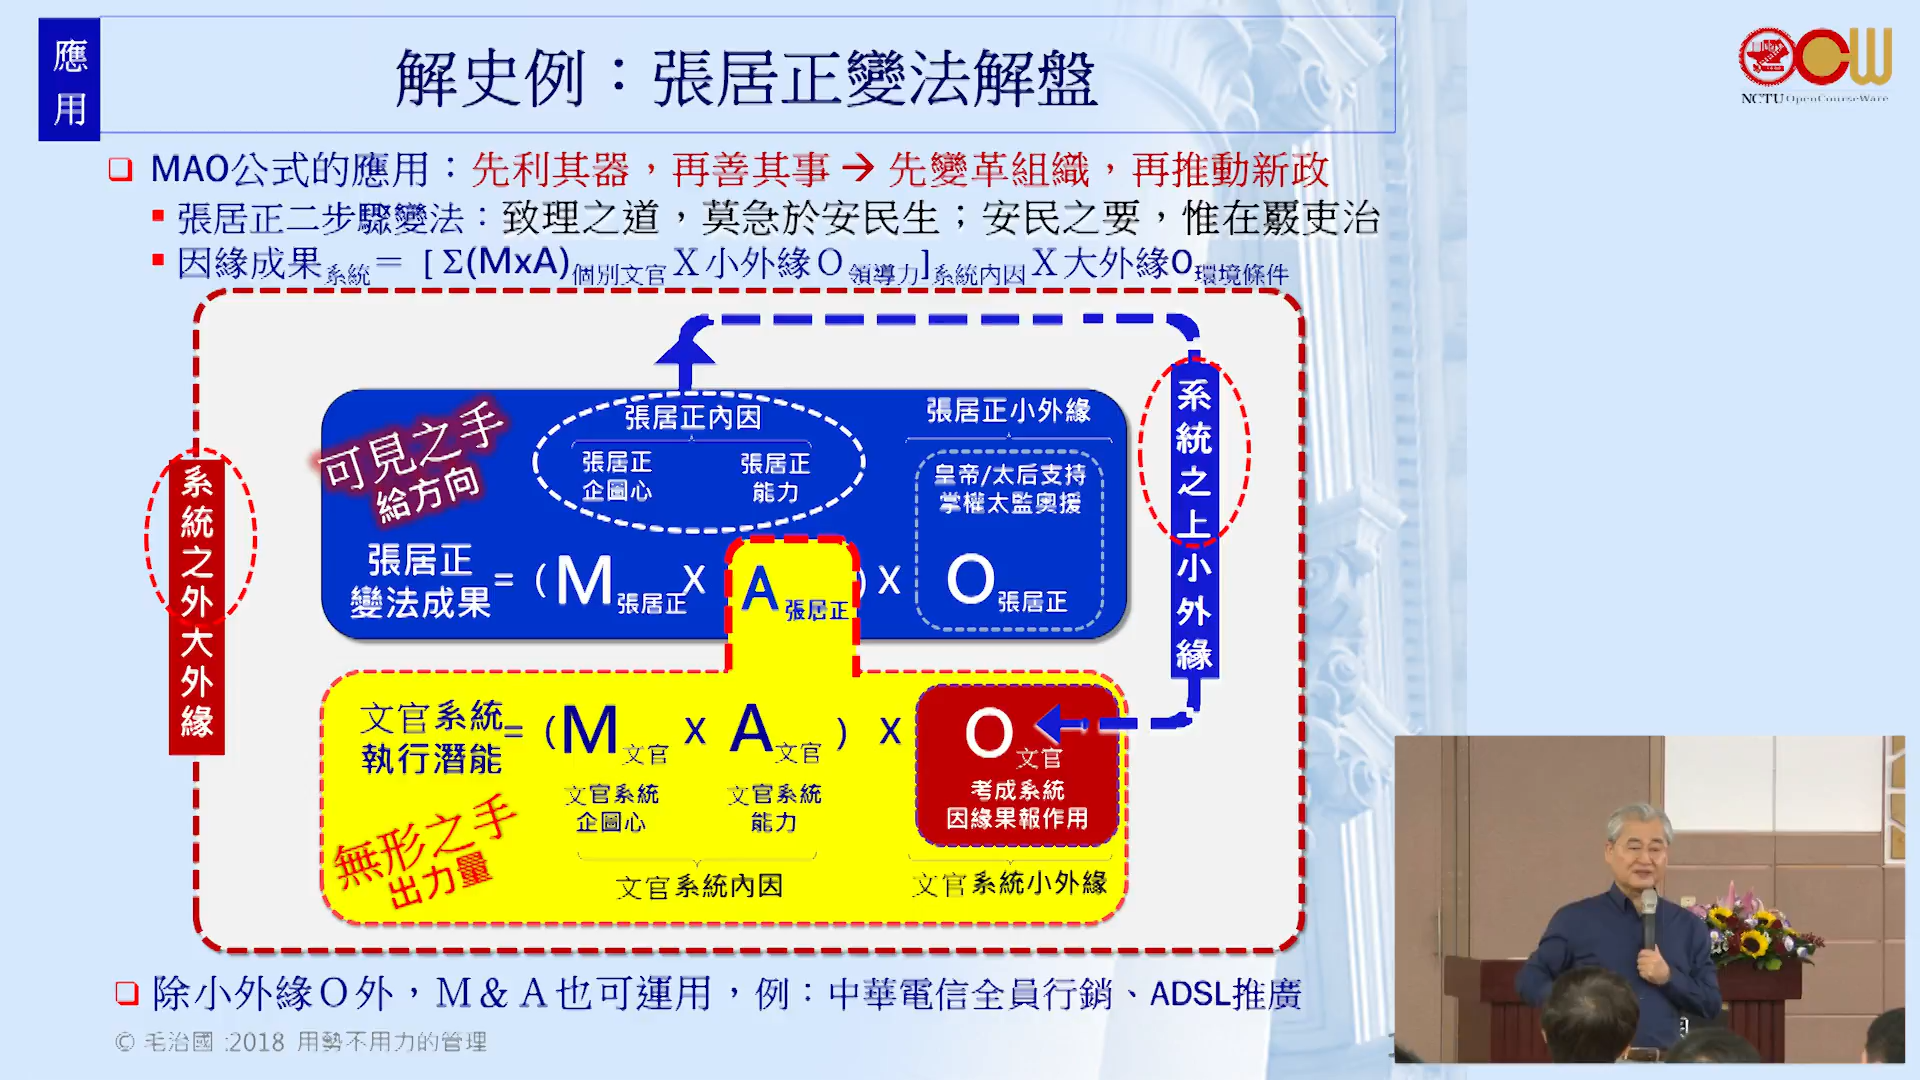 應用
解史例：張居正變法解盤
NCTU OpenCourseWare
MAO公式的應用：先利其器，再善其事→先變革組織，再推動新政
張居正二步驟變法：致理之道，莫急於安民生；安民之要，惟在覈吏治
因緣成果系統＝［Σ(MxA)個別文官Ｘ小外緣Ｏ領導力]系統內因Ｘ大外緣O環境條件
系統之外大外緣
系統之上小外緣
可見之手
給方向
張居正內因
張居正企圖心
張居正能力
張居正小外緣
皇帝/太后支持
掌權太監奧援
張居正變法成果 = (M張居正 X A張居正) X O張居正
文官系統執行潛能 = (M文官 X A文官) X O文官
考成系統
因緣果報作用
文官系統企圖心
文官系統能力
無形之手
出力量
文官系統內因
文官系統小外緣
除小外緣Ｏ外，Ｍ＆Ａ也可運用，例：中華電信全員行銷、ADSL推廣
© 毛治國 :2018 用勢不用力的管理